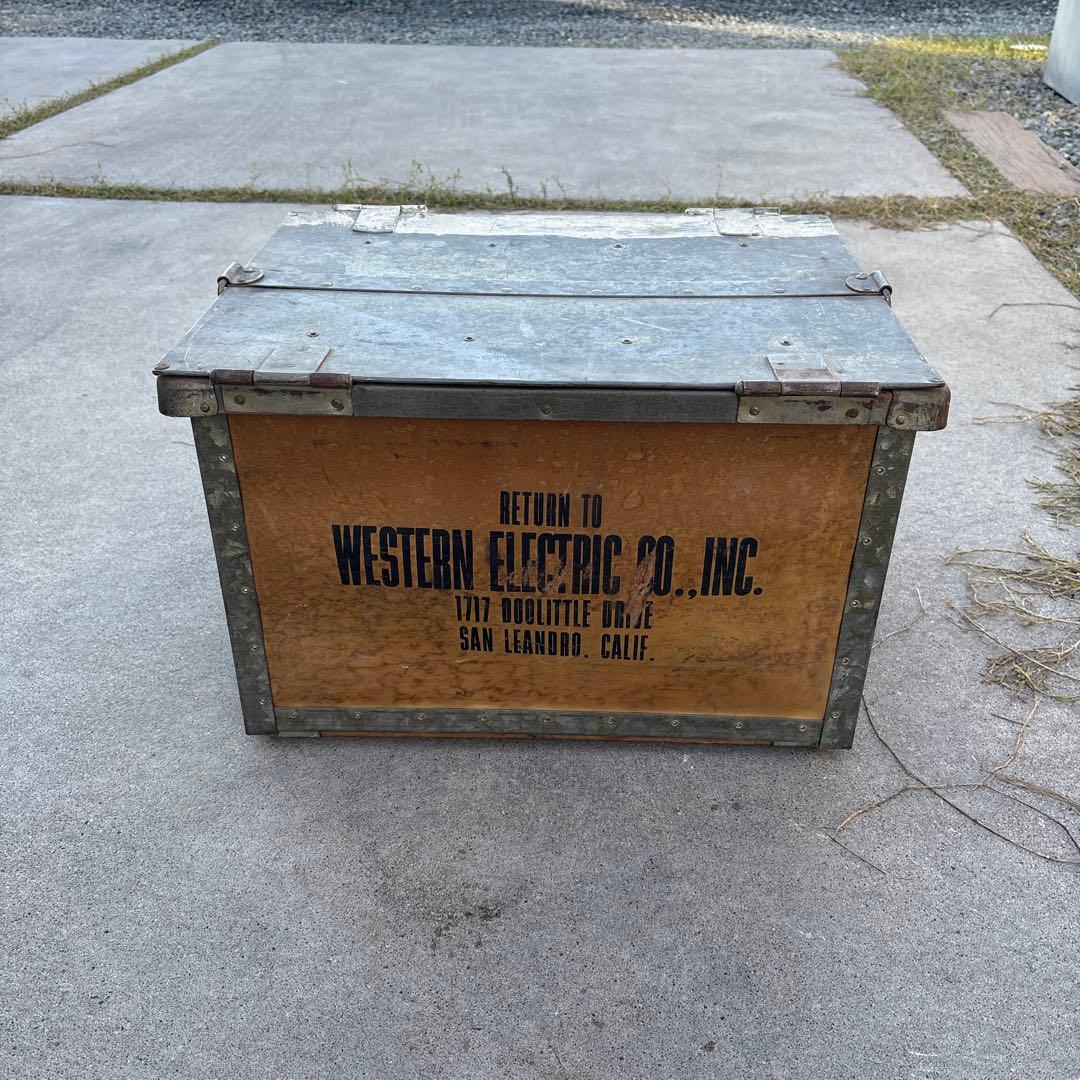 RETURN TO
WESTERN ELECTRIC CO., INC.
1717 DOOLITTLE DRIVE
SAN LEANDRO. CALIF.